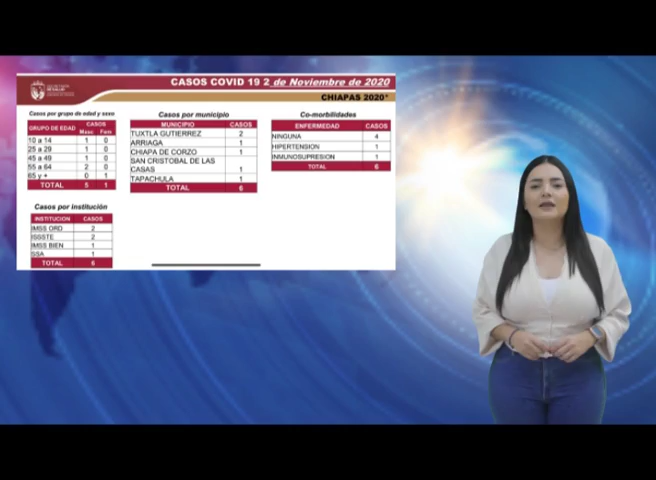 CASOS COVID 19 2 de Noviembre de 2020
CHIAPAS 2020*
Casos por grupo de edad y sexo
GRUPO DE EDAD CASOS
Masc Fem
10 a 14 1 0
25 a 29 1 0
45 a 49 1 0
55 a 64 2 0
65 y + 0 1
TOTAL 5 1
Casos por municipio
MUNICIPIO CASOS
TUXTLA GUTIERREZ 2
ARRIAGA 1
CHIAPA DE CORZO 1
SAN CRISTOBAL DE LAS
CASAS 1
TAPACHULA 1
TOTAL 6
Co-morbilidades
ENFERMEDAD CASOS
NINGUNA 4
HIPERTENSION 1
INMUNOSUPRESION 1
TOTAL 6
Casos por institución
INSTITUCION CASOS
IMSS ORD 2
ISSSTE 2
IMSS BIEN 1
SSA 1
TOTAL 6